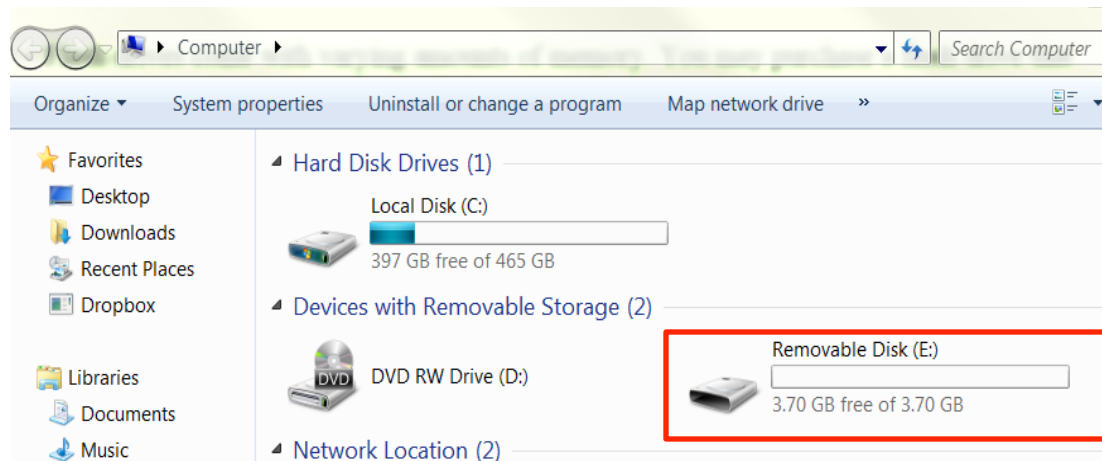 Computer
Search Computer
Organize
System properties
Uninstall or change a program
Map network drive
»
Favorites
Desktop
Downloads
Recent Places
Dropbox
Libraries
Documents
Music
Hard Disk Drives (1)
Local Disk (C:)
397 GB free of 465 GB
Devices with Removable Storage (2)
DVD
DVD RW Drive (D:)
Removable Disk (E:)
3.70 GB free of 3.70 GB
Network Location (2)